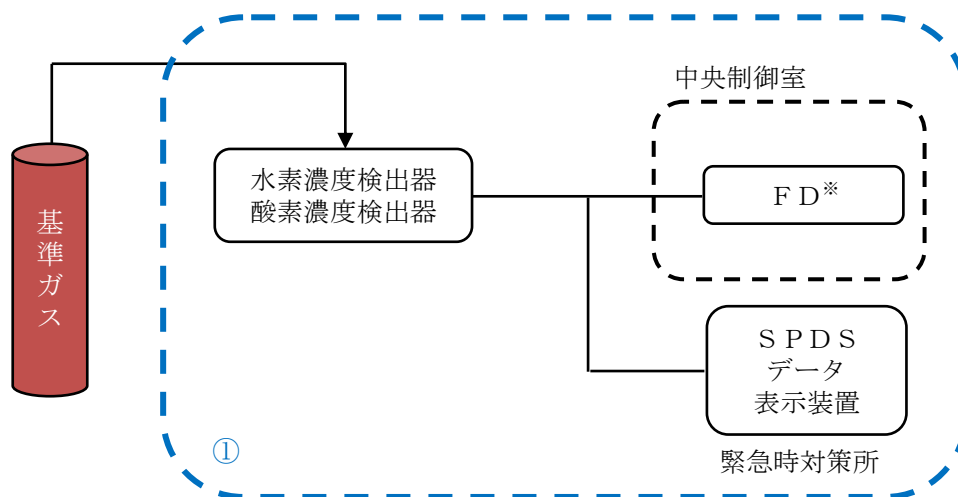 中央制御室
水素濃度検出器
酸素濃度検出器
ＦＤ※
基準ガス
ＳＰＤＳ
データ
表示装置
緊急時対策所
①